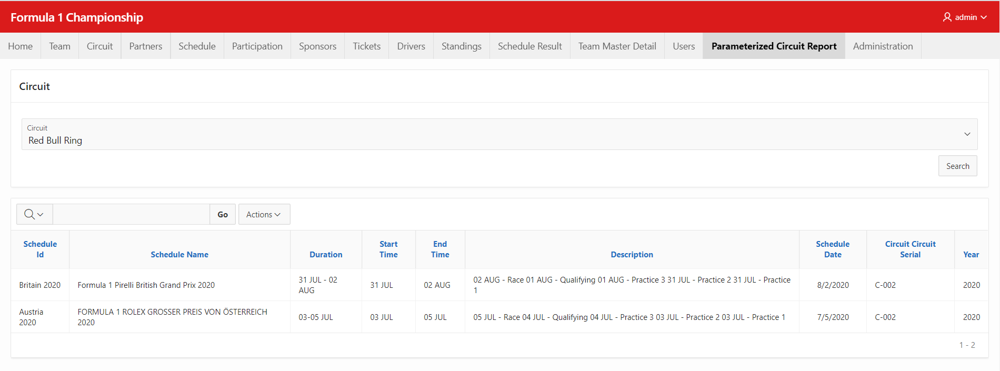 Formula 1 Championship
admin
Home Team Circuit Partners Schedule Participation Sponsors Tickets Drivers Standings Schedule Result Team Master Detail Users Parameterized Circuit Report Administration
Circuit
Circuit
Red Bull Ring
Search
Go Actions
Schedule Id Schedule Name Duration Start Time End Time Description Schedule Date Circuit Circuit Serial Year
Britain 2020 Formula 1 Pirelli British Grand Prix 2020 31 JUL - 02 AUG 31 JUL 02 AUG 02 AUG - Race 01 AUG - Qualifying 01 AUG - Practice 3 31 JUL - Practice 2 31 JUL - Practice 1 8/2/2020 C-002 2020
Austria 2020 FORMULA 1 ROLEX GROSSER PREIS VON ÖSTERREICH 2020 03-05 JUL 03 JUL 05 JUL 05 JUL - Race 04 JUL - Qualifying 04 JUL - Practice 3 03 JUL - Practice 2 03 JUL - Practice 1 7/5/2020 C-002 2020
1 - 2